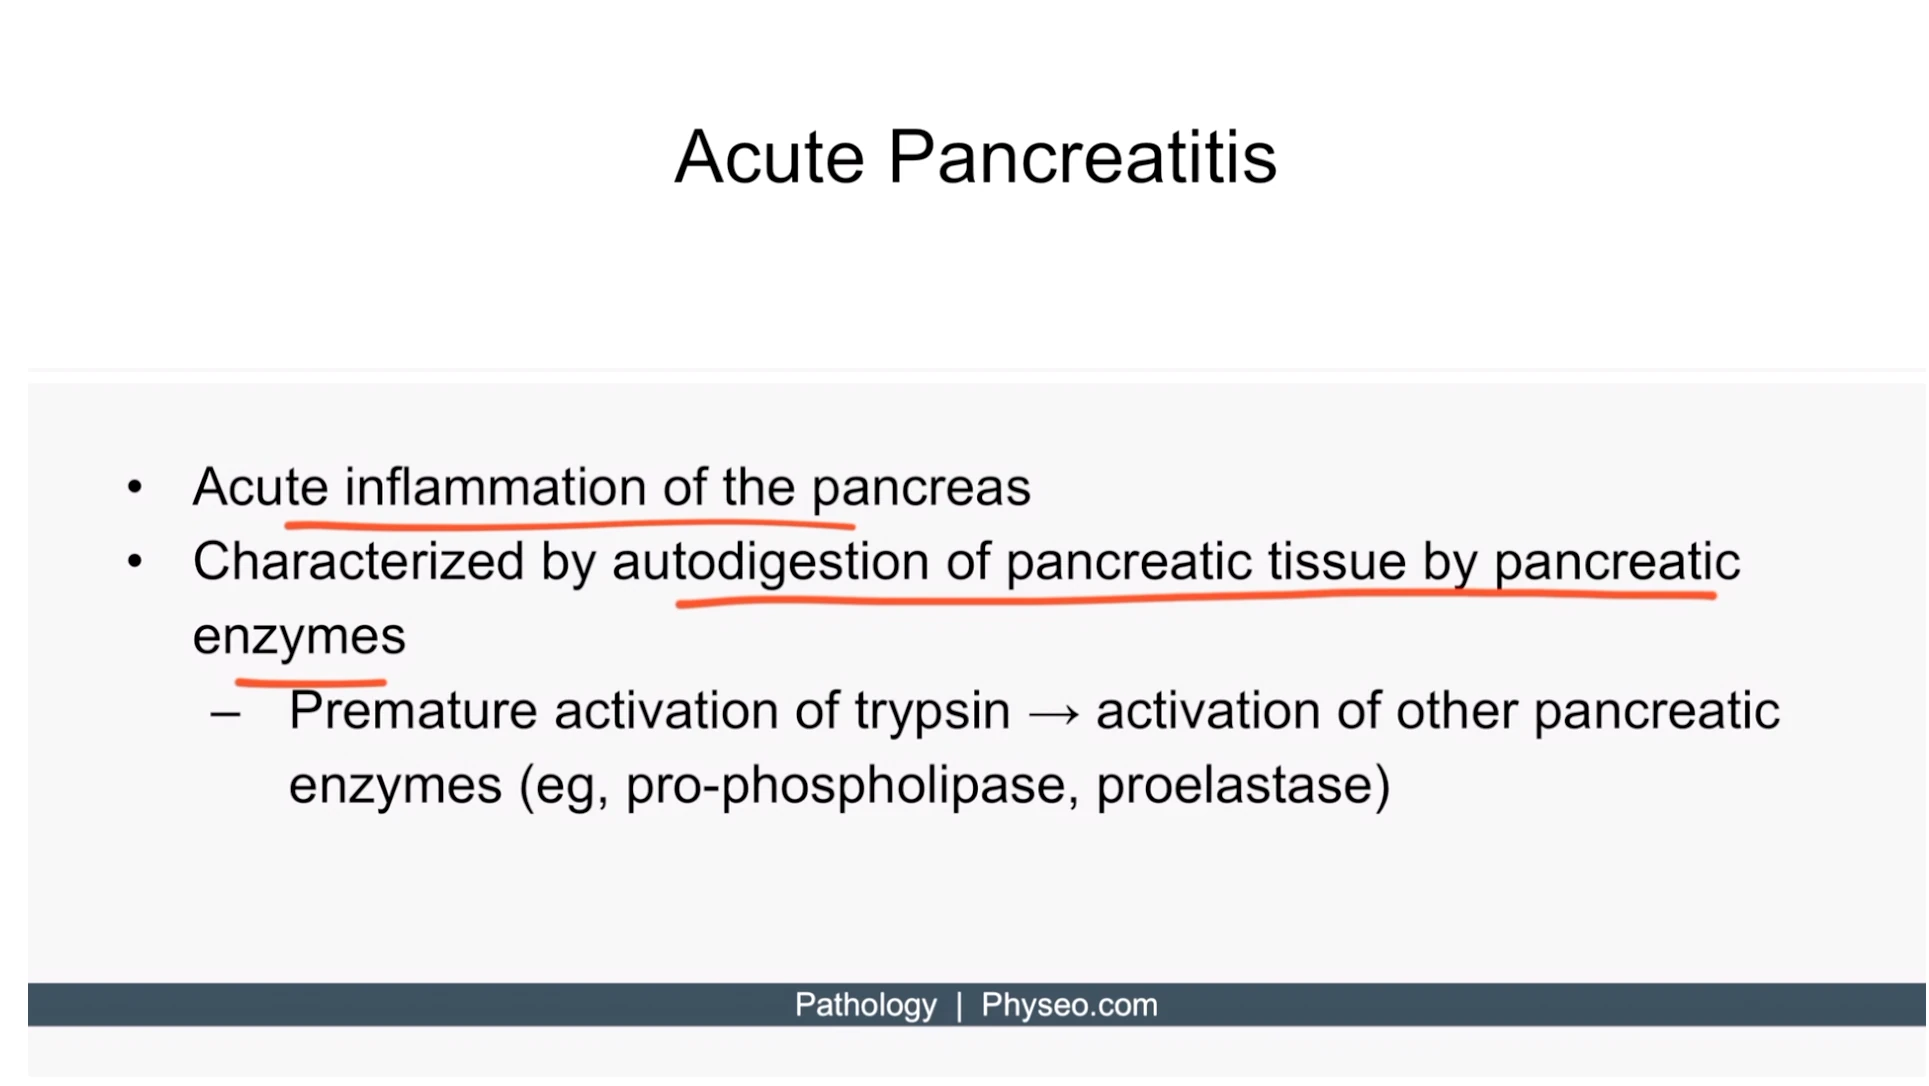 Acute Pancreatitis
• Acute inflammation of the pancreas
• Characterized by autodigestion of pancreatic tissue by pancreatic
enzymes
– Premature activation of trypsin → activation of other pancreatic
enzymes (eg, pro-phospholipase, proelastase)
Pathology | Physeo.com